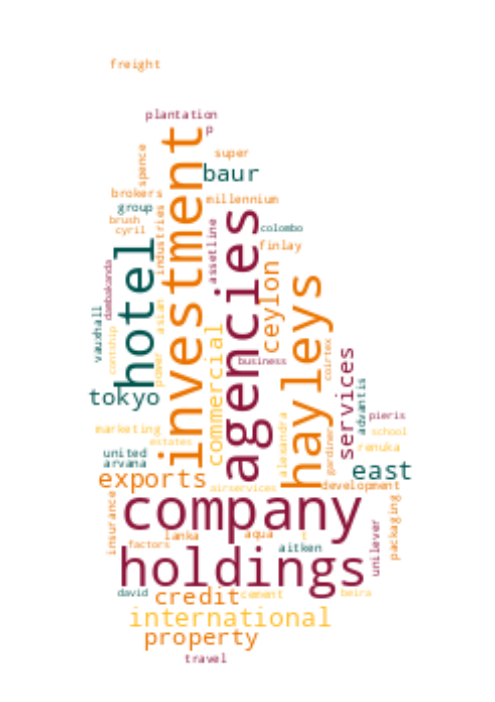 freight
plantation
p
spence
super
baur
brokers
millennium
group
brush
cyril
industries
investment
assetline
agencies
colombo
finlay
hotel
dambakanda
vauxhall
contship
asian
power
ceylon
hayleys
coirtex
commercial
business
services
tokyo
advantis
pieris
marketing
estates
alexandra
gardiner
school
renuka
united
arvana
east
exports
airservices
development
insurance
company
packaging
lanka
factors
aqua
t
aitken
unilever
holdings
david
credit
cement
beira
international
property
travel